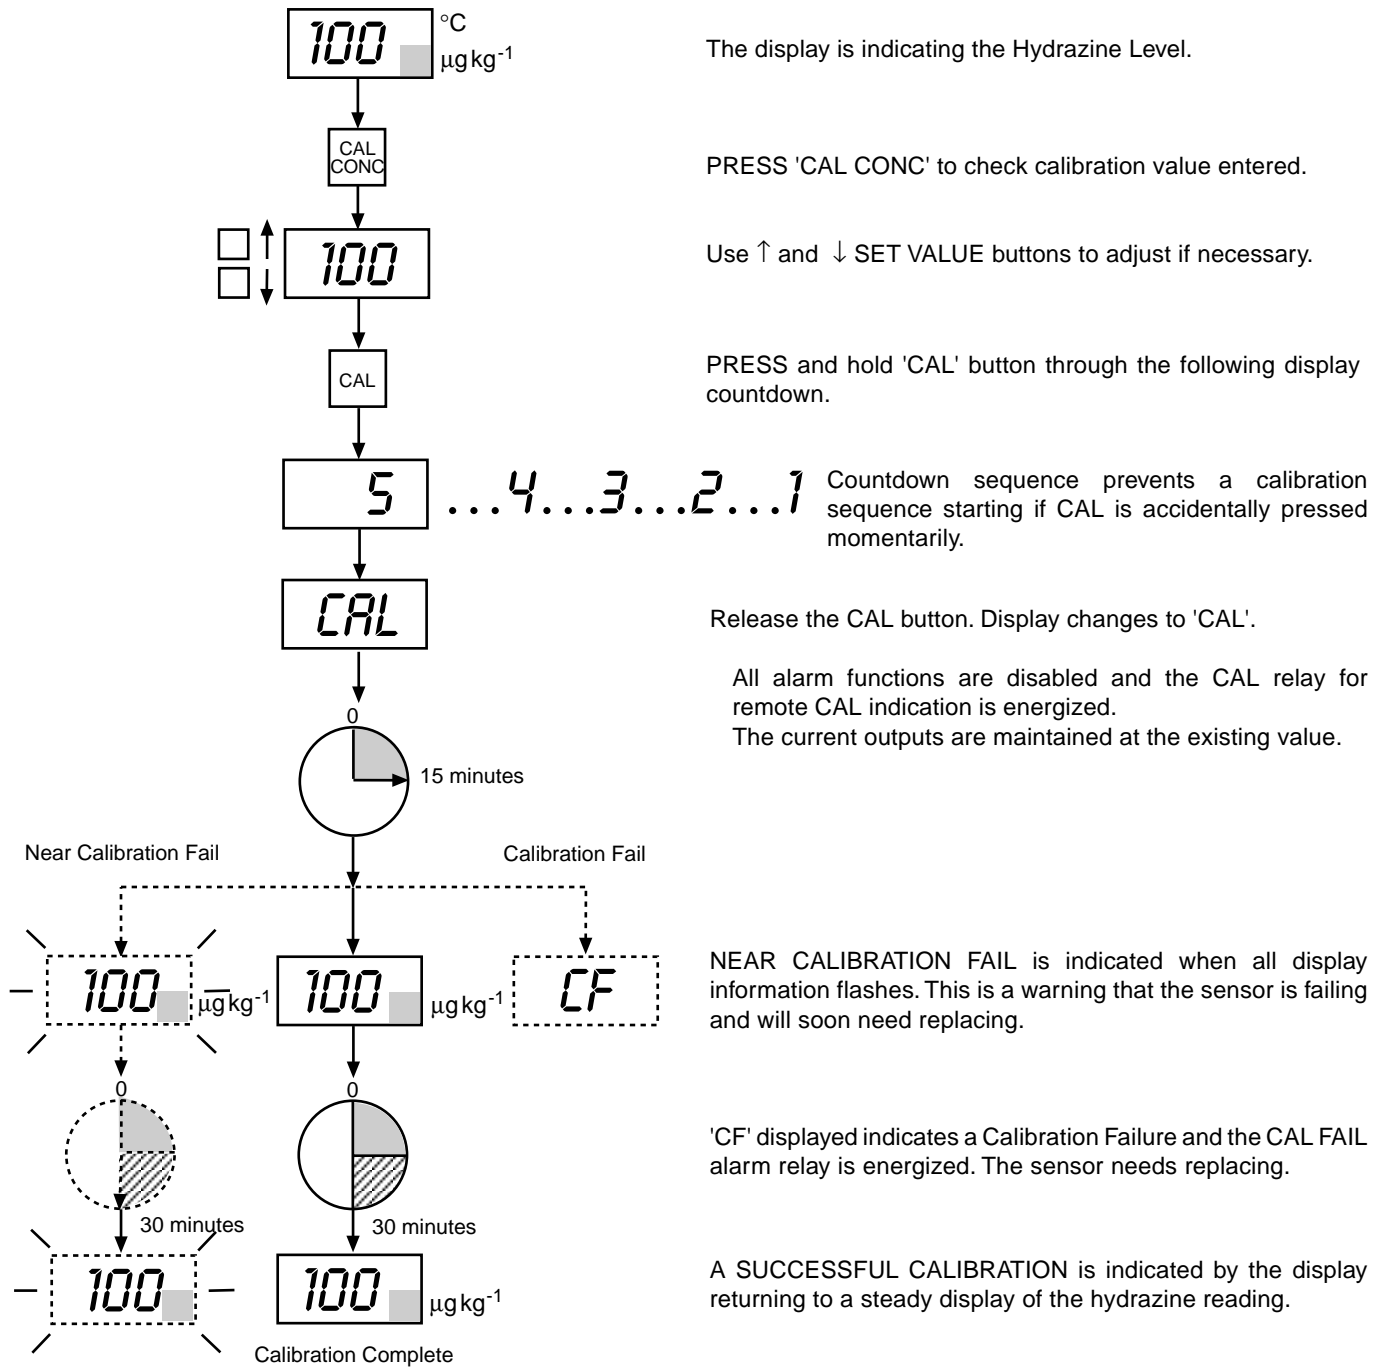 100 °C
µg kg-1
The display is indicating the Hydrazine Level.
CAL
CONC
PRESS 'CAL CONC' to check calibration value entered.
100
Use ↑ and ↓ SET VALUE buttons to adjust if necessary.
CAL
PRESS and hold 'CAL' button through the following display
countdown.
5 ...4...3...2...1
Countdown sequence prevents a calibration
sequence starting if CAL is accidentally pressed
momentarily.
CAL
Release the CAL button. Display changes to 'CAL'.
All alarm functions are disabled and the CAL relay for
remote CAL indication is energized.
The current outputs are maintained at the existing value.
0
15 minutes
Near Calibration Fail
Calibration Fail
100 µg kg-1
100 µg kg-1
CF
NEAR CALIBRATION FAIL is indicated when all display
information flashes. This is a warning that the sensor is failing
and will soon need replacing.
0
0
'CF' displayed indicates a Calibration Failure and the CAL FAIL
alarm relay is energized. The sensor needs replacing.
30 minutes
30 minutes
100
100 µg kg-1
A SUCCESSFUL CALIBRATION is indicated by the display
returning to a steady display of the hydrazine reading.
Calibration Complete